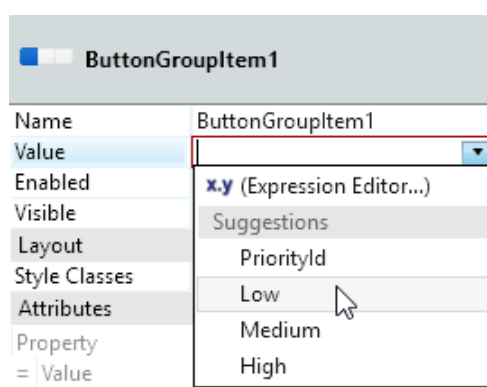 ButtonGroupItem1
Name ButtonGroupItem1
Value
Enabled x.y (Expression Editor...)
Visible Suggestions
Layout PriorityId
Style Classes Low
Attributes Medium
Property High
= Value